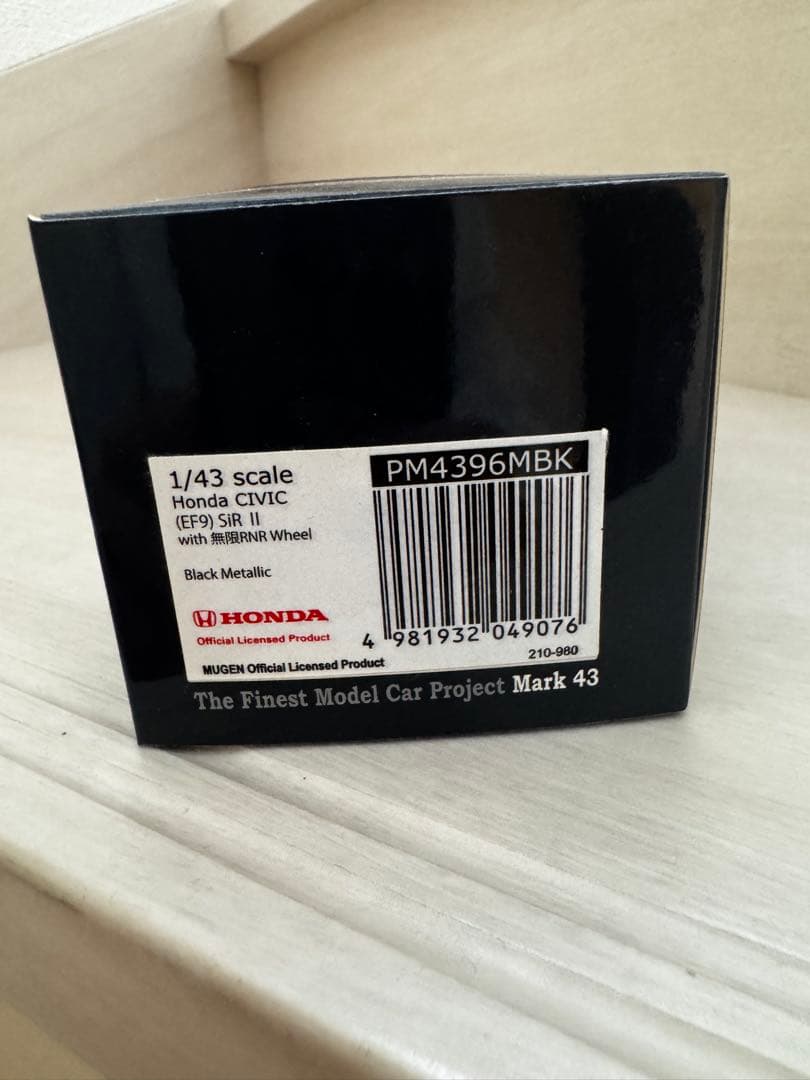 1/43 scale
Honda CIVIC
(EF9) SiR II
with 無限RNR Wheel
Black Metallic
HONDA
Official Licensed Product
MUGEN Official Licensed Product
PM4396MBK
4 981932 049076
210-980
The Finest Model Car Project Mark 43